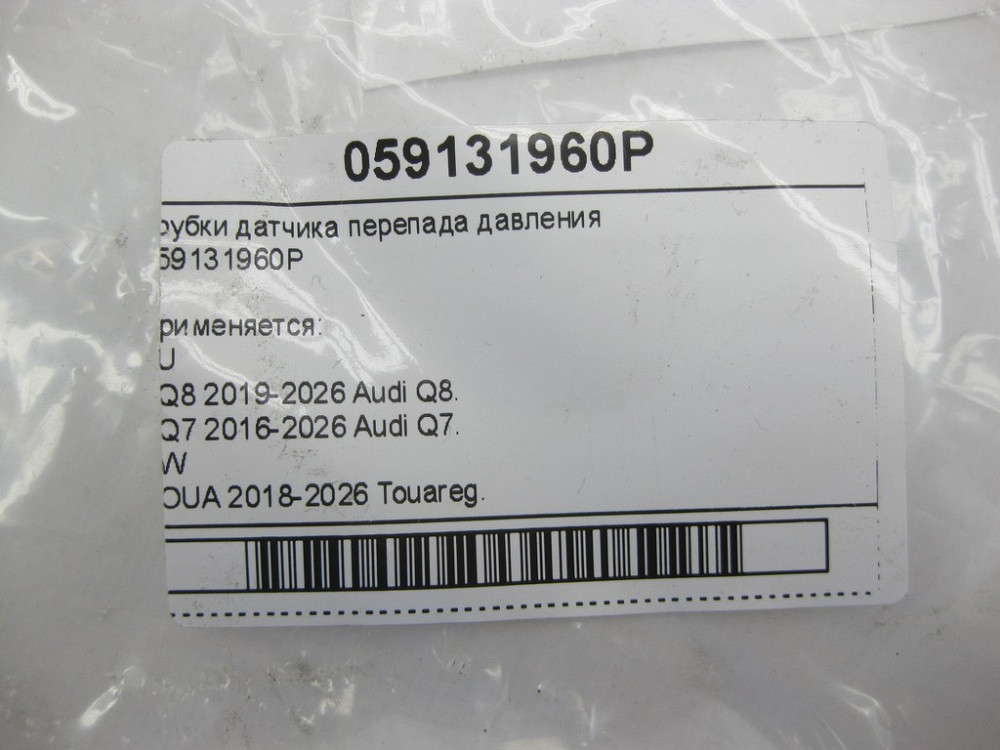 059131960P
рубки датчика перепада давления
59131960P
рименяется:
U
Q8 2019-2026 Audi Q8.
Q7 2016-2026 Audi Q7.
W
OUA 2018-2026 Touareg.